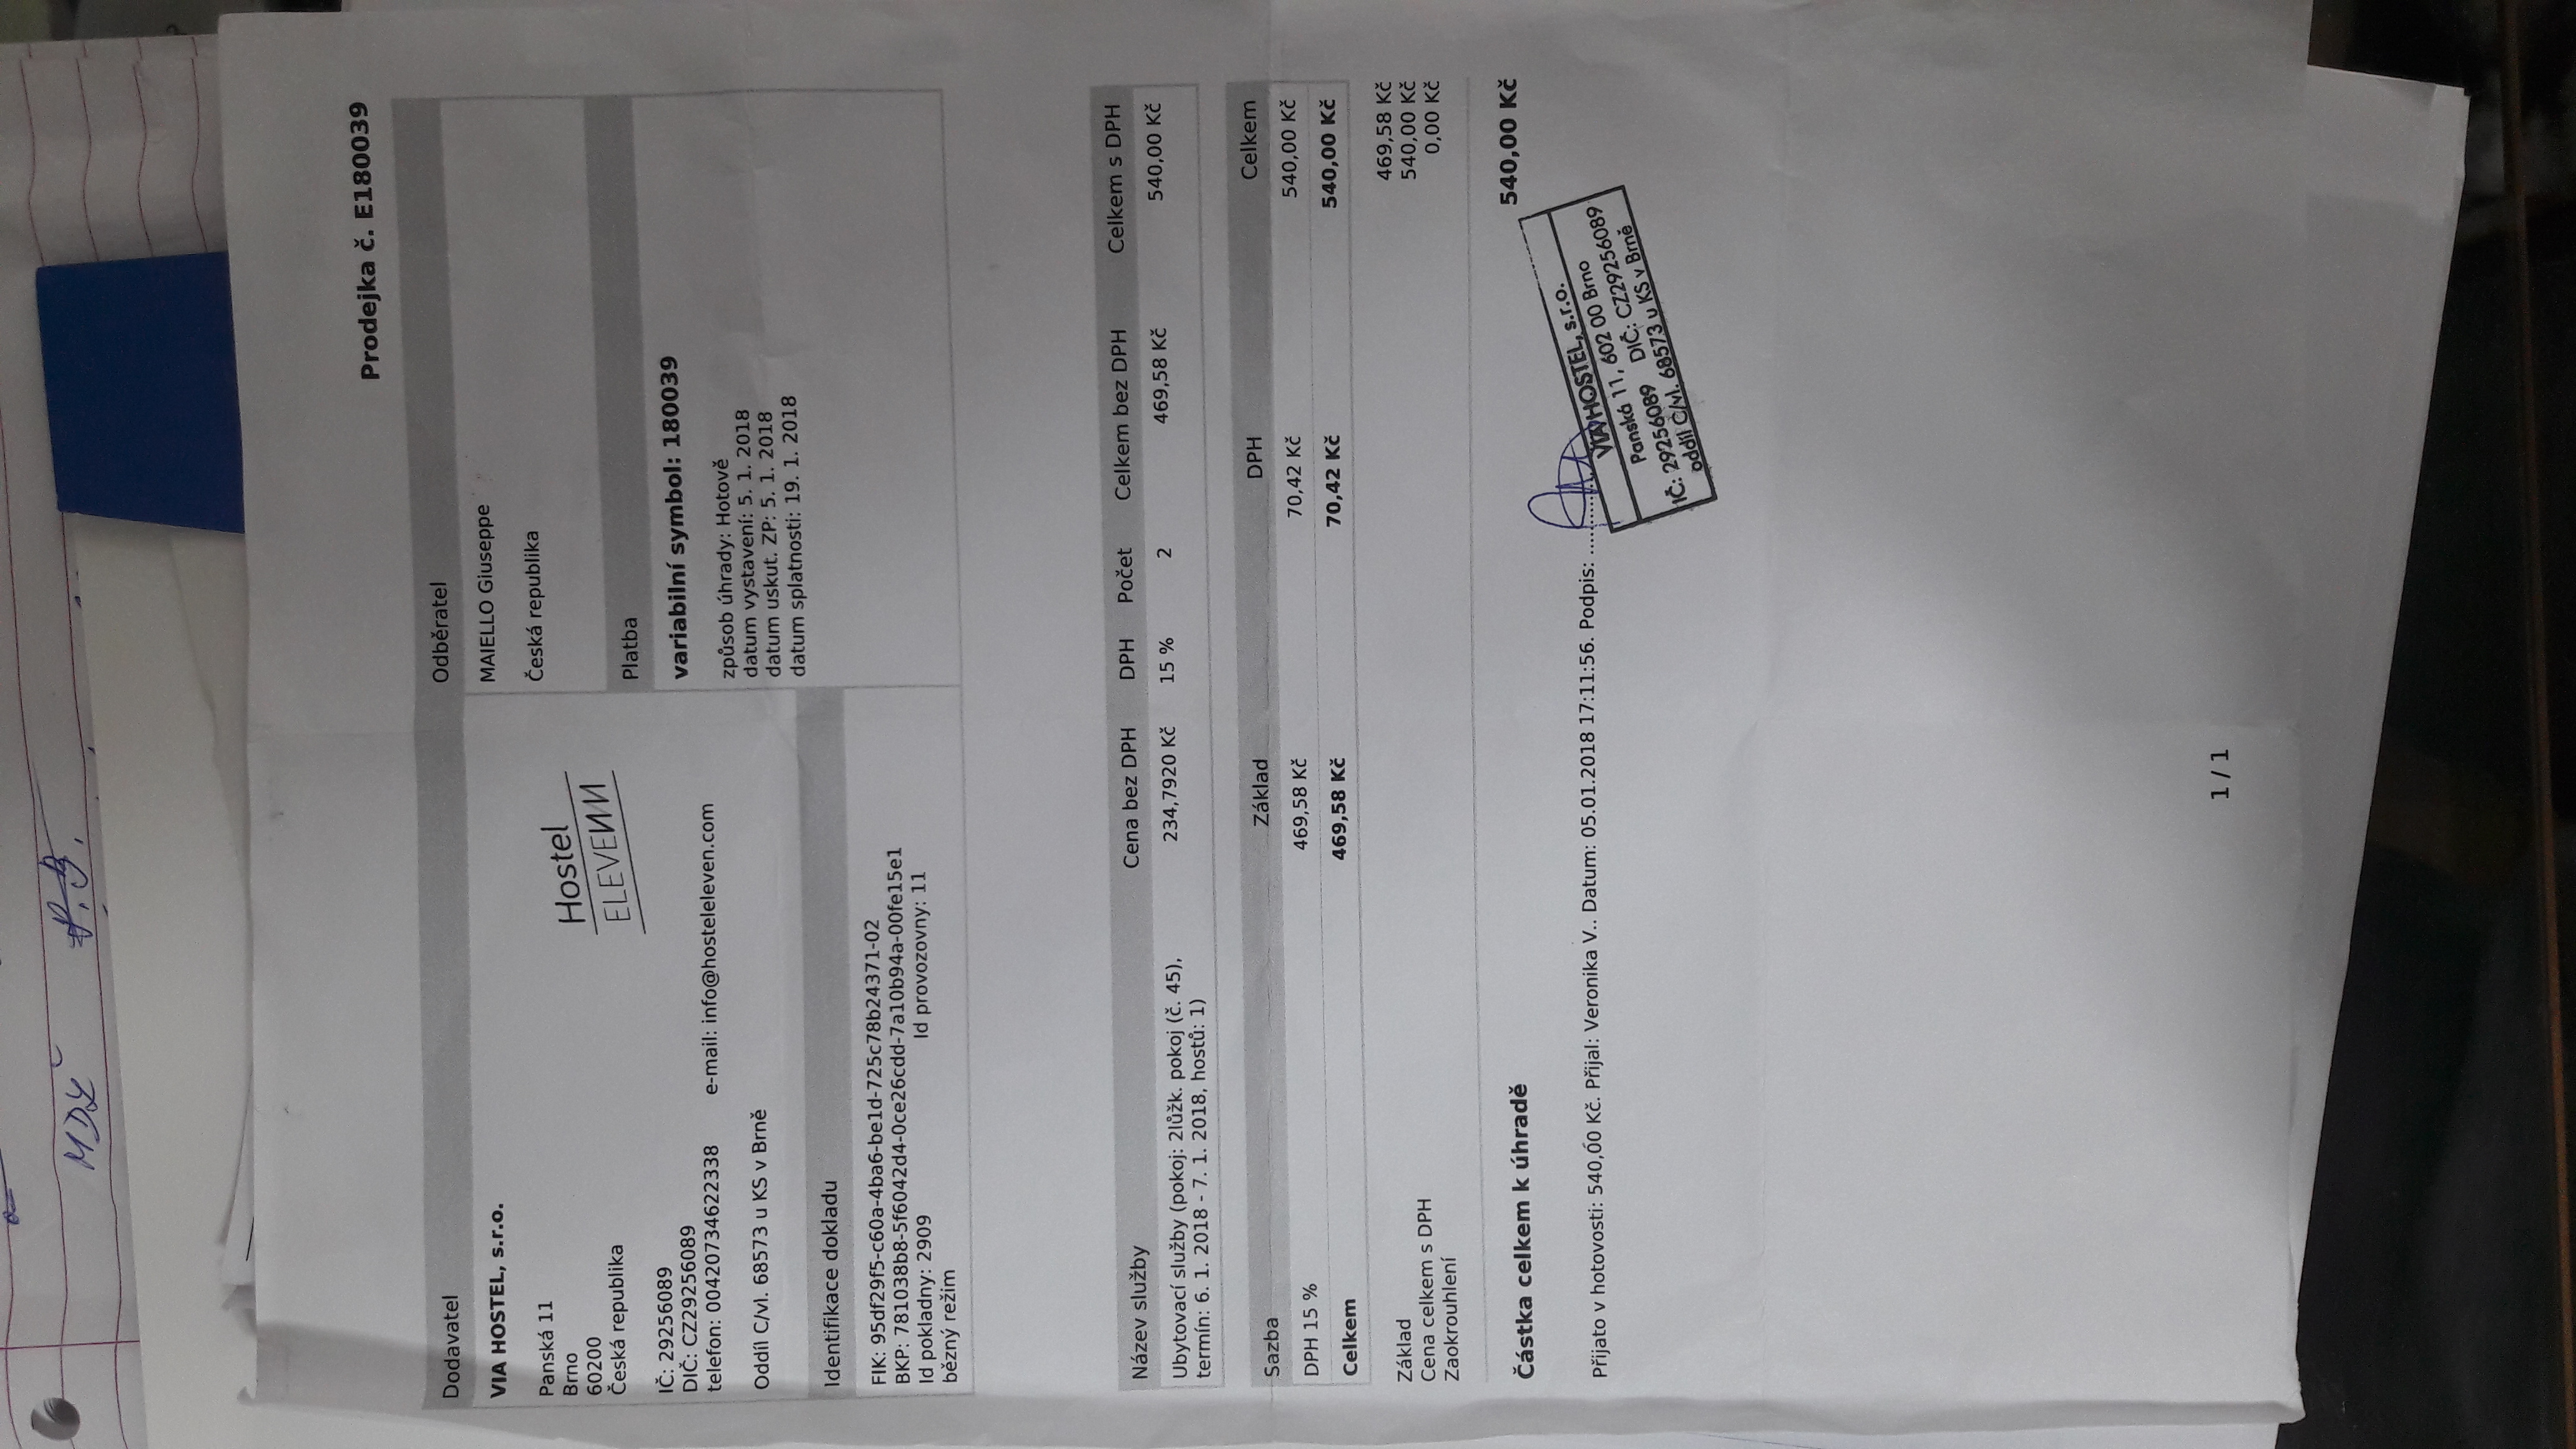 Prodejka č. E180039
Dodavatel
VIA HOSTEL, s.r.o.
Panská 11
Brno
60200
Česká republika
Hostel
ELEVENN
IČ: 29256089
DIČ: CZ29256089
telefon: 00420734622338 e-mail: info@hosteleleven.com
Oddíl C/vl. 68573 u KS v Brně
Identifikace dokladu
FIK: 95df29f5-c60a-4ba6-be1d-725c78b24371-02
BKP: 781038b8-5f6042d4-0ce26cdd-7a10b94a-00fe15e1
Id pokladny: 2909 Id provozovny: 11
bězný režim
Odběratel
MAIELLO Giuseppe
Česká republika
Platba
variabilní symbol: 180039
způsob úhrady: Hotově
datum vystavení: 5. 1. 2018
datum uskut. ZP: 5. 1. 2018
datum splatnosti: 19. 1. 2018
Název služby Cena bez DPH DPH Počet Celkem bez DPH Celkem s DPH
Ubytovací služby (pokoj: 2lůžk. pokoj (č. 45), 234,7920 Kč 15 % 2 469,58 Kč 540,00 Kč
termín: 6. 1. 2018 - 7. 1. 2018, hostů: 1)
Sazba Základ DPH Celkem
DPH 15 % 469,58 Kč 70,42 Kč 540,00 Kč
Celkem 469,58 Kč 70,42 Kč 540,00 Kč
Základ 469,58 Kč
Cena celkem s DPH 540,00 Kč
Zaokrouhlení 0,00 Kč
Částka celkem k úhradě 540,00 Kč
Přijato v hotovosti: 540,00 Kč. Přijal: Veronika V.. Datum: 05.01.2018 17:11:56. Podpis: ..............
VIA HOSTEL, s.r.o.
Panská 11, 602 00 Brno
IČ: 29256089 DIČ: CZ29256089
oddíl C/vl. 68573 u KS v Brně
1 / 1